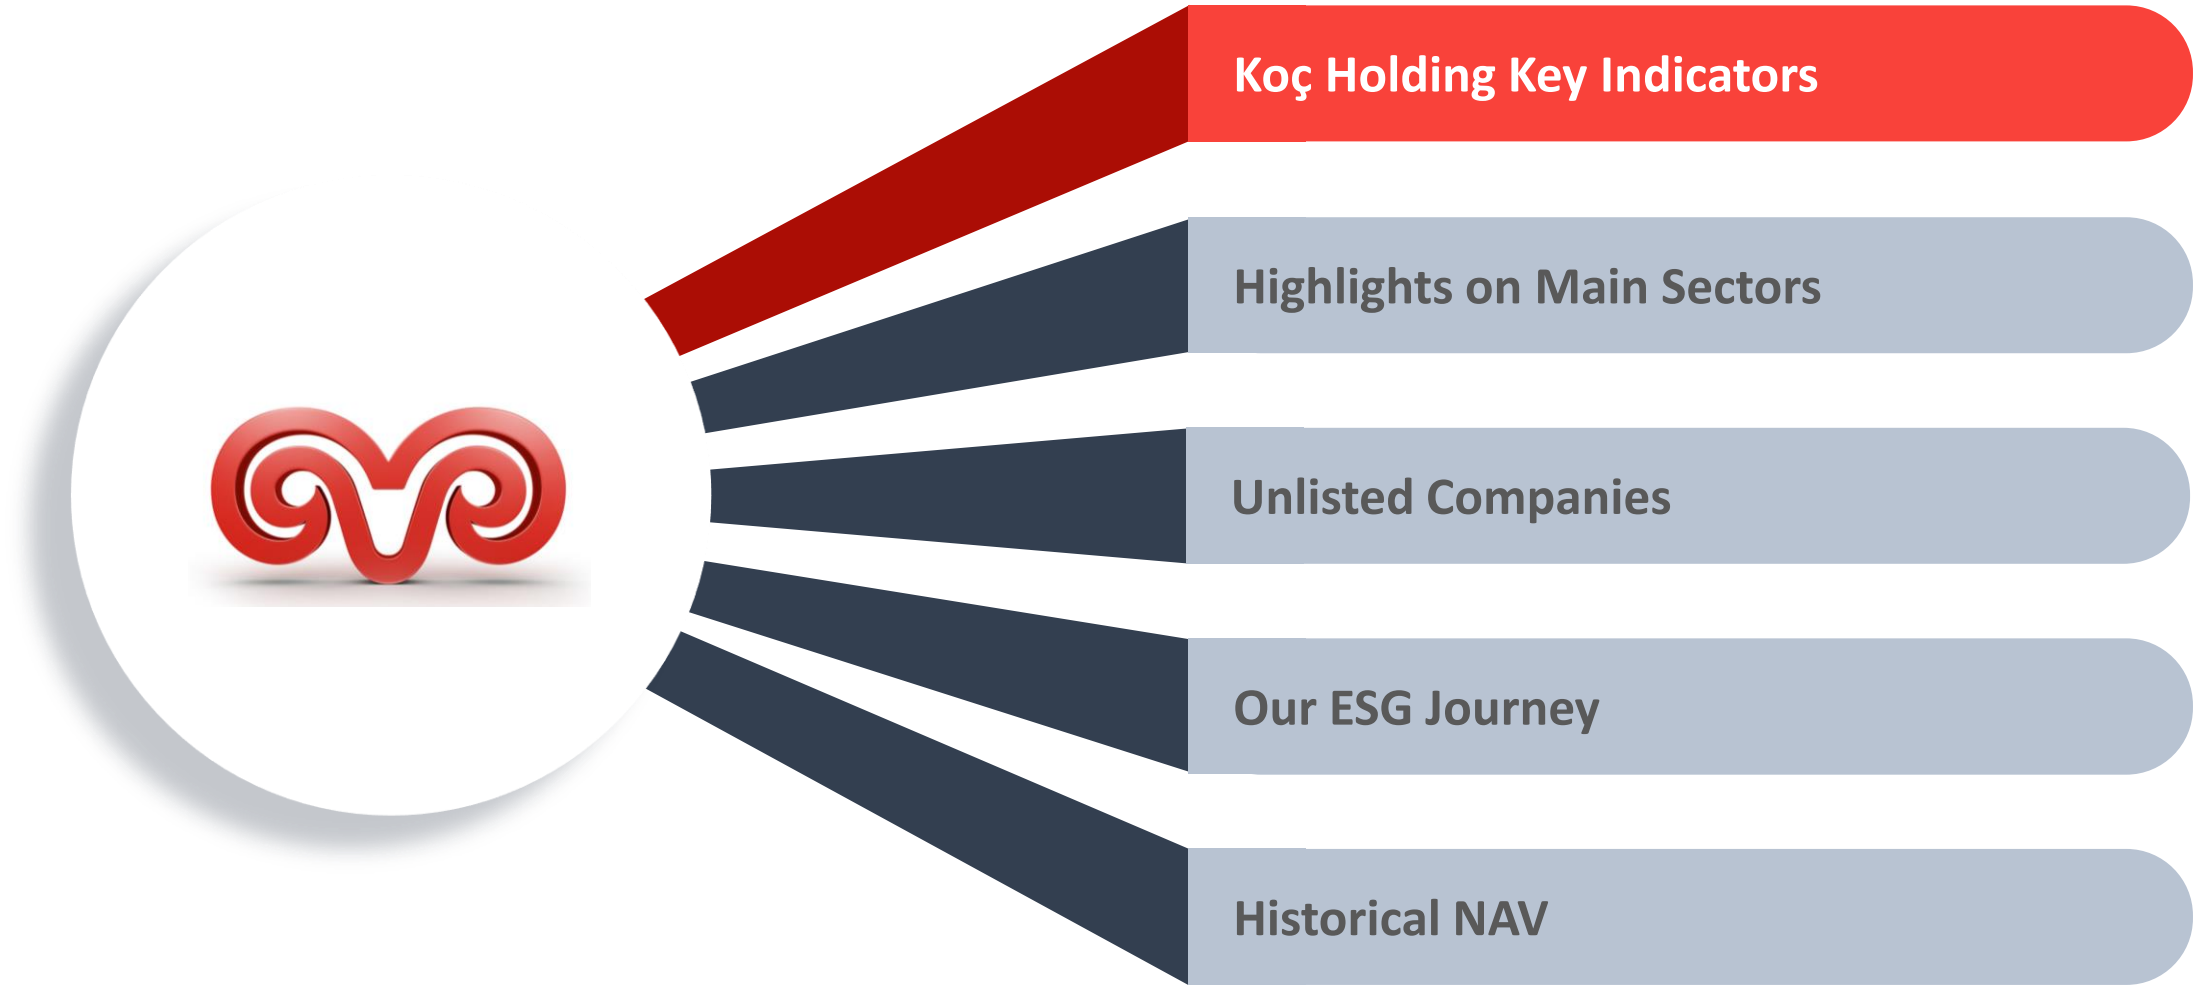 Koç Holding Key Indicators
Highlights on Main Sectors
Unlisted Companies
Our ESG Journey
Historical NAV